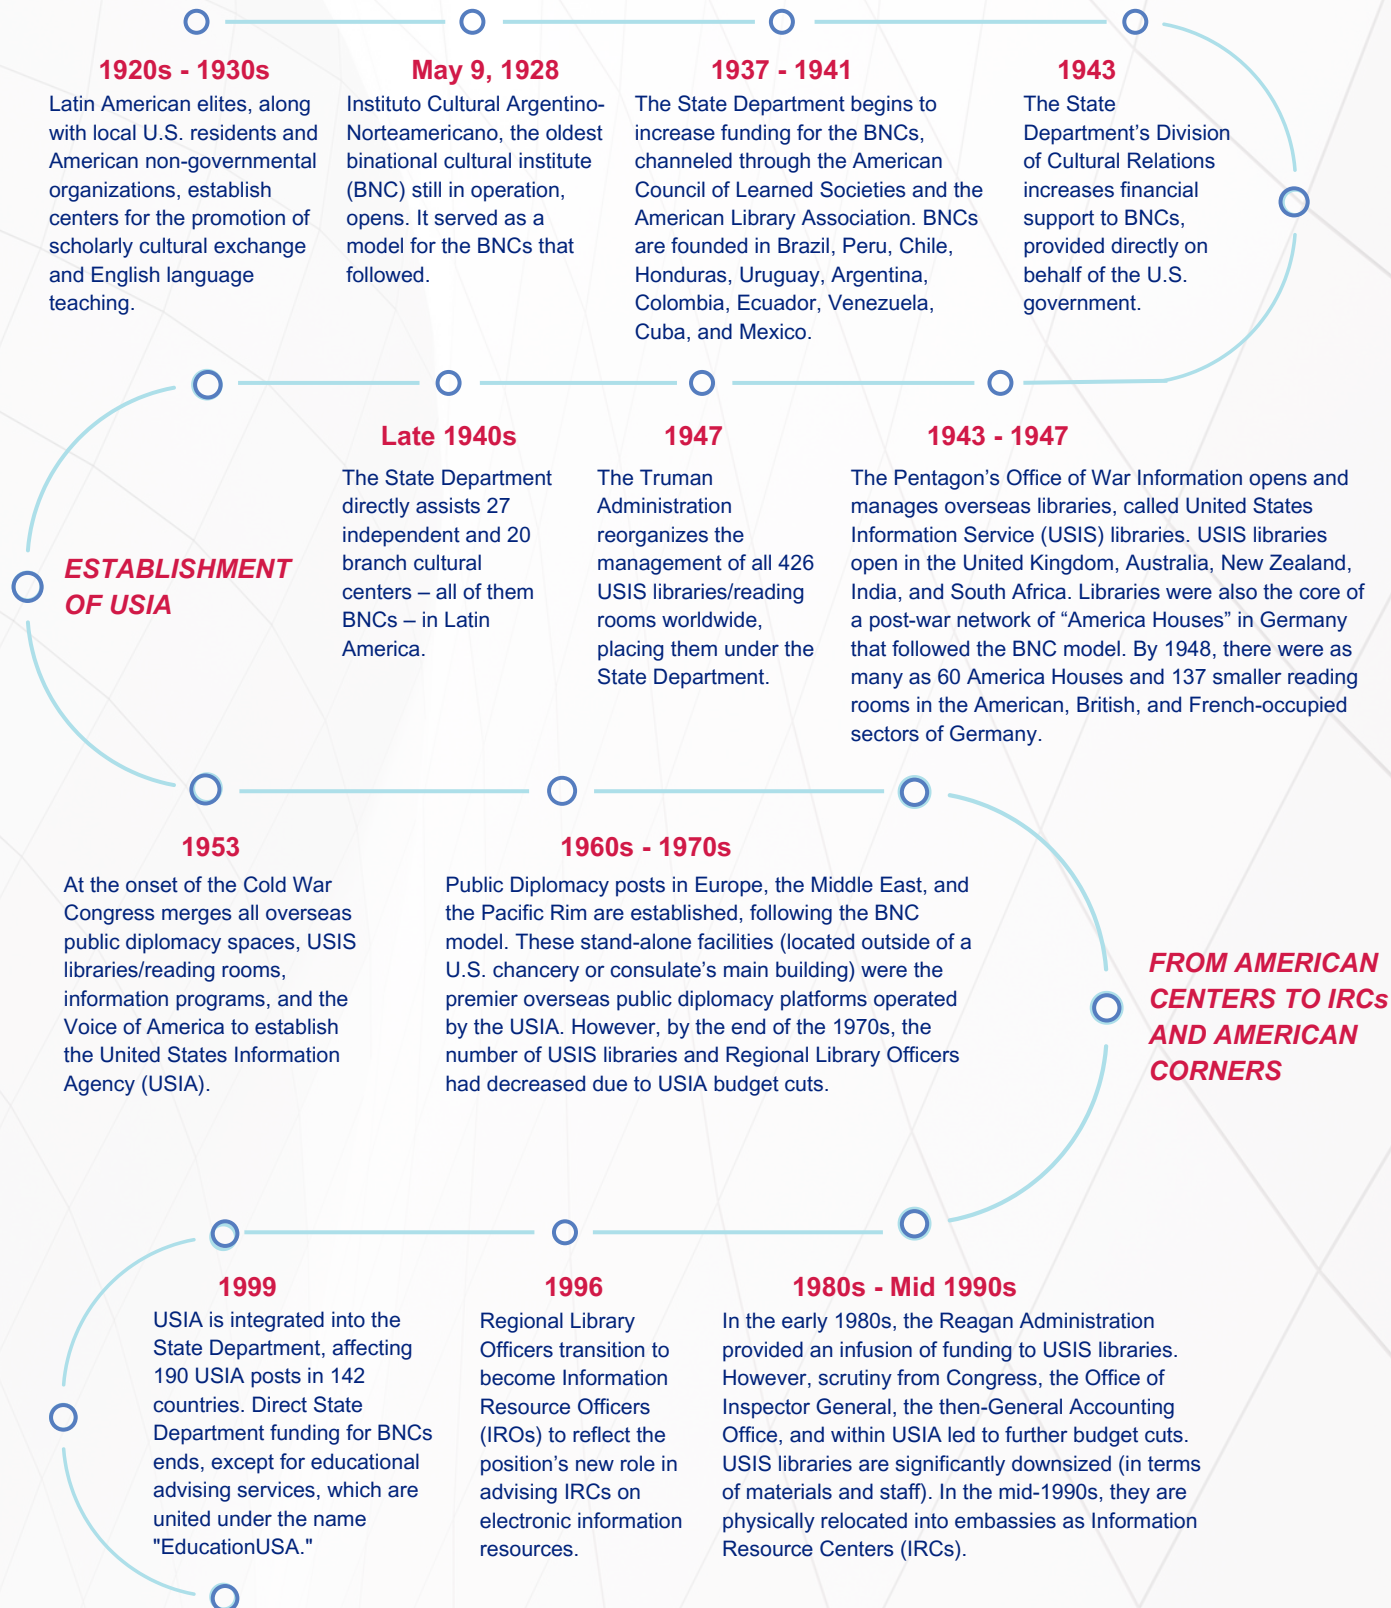 1920s - 1930s
Latin American elites, along
with local U.S. residents and
American non-governmental
organizations, establish
centers for the promotion of
scholarly cultural exchange
and English language
teaching.
May 9, 1928
Instituto Cultural Argentino-
Norteamericano, the oldest
binational cultural institute
(BNC) still in operation,
opens. It served as a
model for the BNCs that
followed.
1937 - 1941
The State Department begins to
increase funding for the BNCs,
channeled through the American
Council of Learned Societies and the
American Library Association. BNCs
are founded in Brazil, Peru, Chile,
Honduras, Uruguay, Argentina,
Colombia, Ecuador, Venezuela,
Cuba, and Mexico.
1943
The State
Department’s Division
of Cultural Relations
increases financial
support to BNCs,
provided directly on
behalf of the U.S.
government.
1943 - 1947
The Pentagon’s Office of War Information opens and
manages overseas libraries, called United States
Information Service (USIS) libraries. USIS libraries
open in the United Kingdom, Australia, New Zealand,
India, and South Africa. Libraries were also the core of
a post-war network of “America Houses” in Germany
that followed the BNC model. By 1948, there were as
many as 60 America Houses and 137 smaller reading
rooms in the American, British, and French-occupied
sectors of Germany.
1947
The Truman
Administration
reorganizes the
management of all 426
USIS libraries/reading
rooms worldwide,
placing them under the
State Department.
Late 1940s
The State Department
directly assists 27
independent and 20
branch cultural
centers – all of them
BNCs – in Latin
America.
ESTABLISHMENT
OF USIA
1953
At the onset of the Cold War
Congress merges all overseas
public diplomacy spaces, USIS
libraries/reading rooms,
information programs, and the
Voice of America to establish
the United States Information
Agency (USIA).
1960s - 1970s
Public Diplomacy posts in Europe, the Middle East, and
the Pacific Rim are established, following the BNC
model. These stand-alone facilities (located outside of a
U.S. chancery or consulate’s main building) were the
premier overseas public diplomacy platforms operated
by the USIA. However, by the end of the 1970s, the
number of USIS libraries and Regional Library Officers
had decreased due to USIA budget cuts.
FROM AMERICAN
CENTERS TO IRCs
AND AMERICAN
CORNERS
1980s - Mid 1990s
In the early 1980s, the Reagan Administration
provided an infusion of funding to USIS libraries.
However, scrutiny from Congress, the Office of
Inspector General, the then-General Accounting
Office, and within USIA led to further budget cuts.
USIS libraries are significantly downsized (in terms
of materials and staff). In the mid-1990s, they are
physically relocated into embassies as Information
Resource Centers (IRCs).
1996
Regional Library
Officers transition to
become Information
Resource Officers
(IROs) to reflect the
position’s new role in
advising IRCs on
electronic information
resources.
1999
USIA is integrated into the
State Department, affecting
190 USIA posts in 142
countries. Direct State
Department funding for BNCs
ends, except for educational
advising services, which are
united under the name
"EducationUSA."